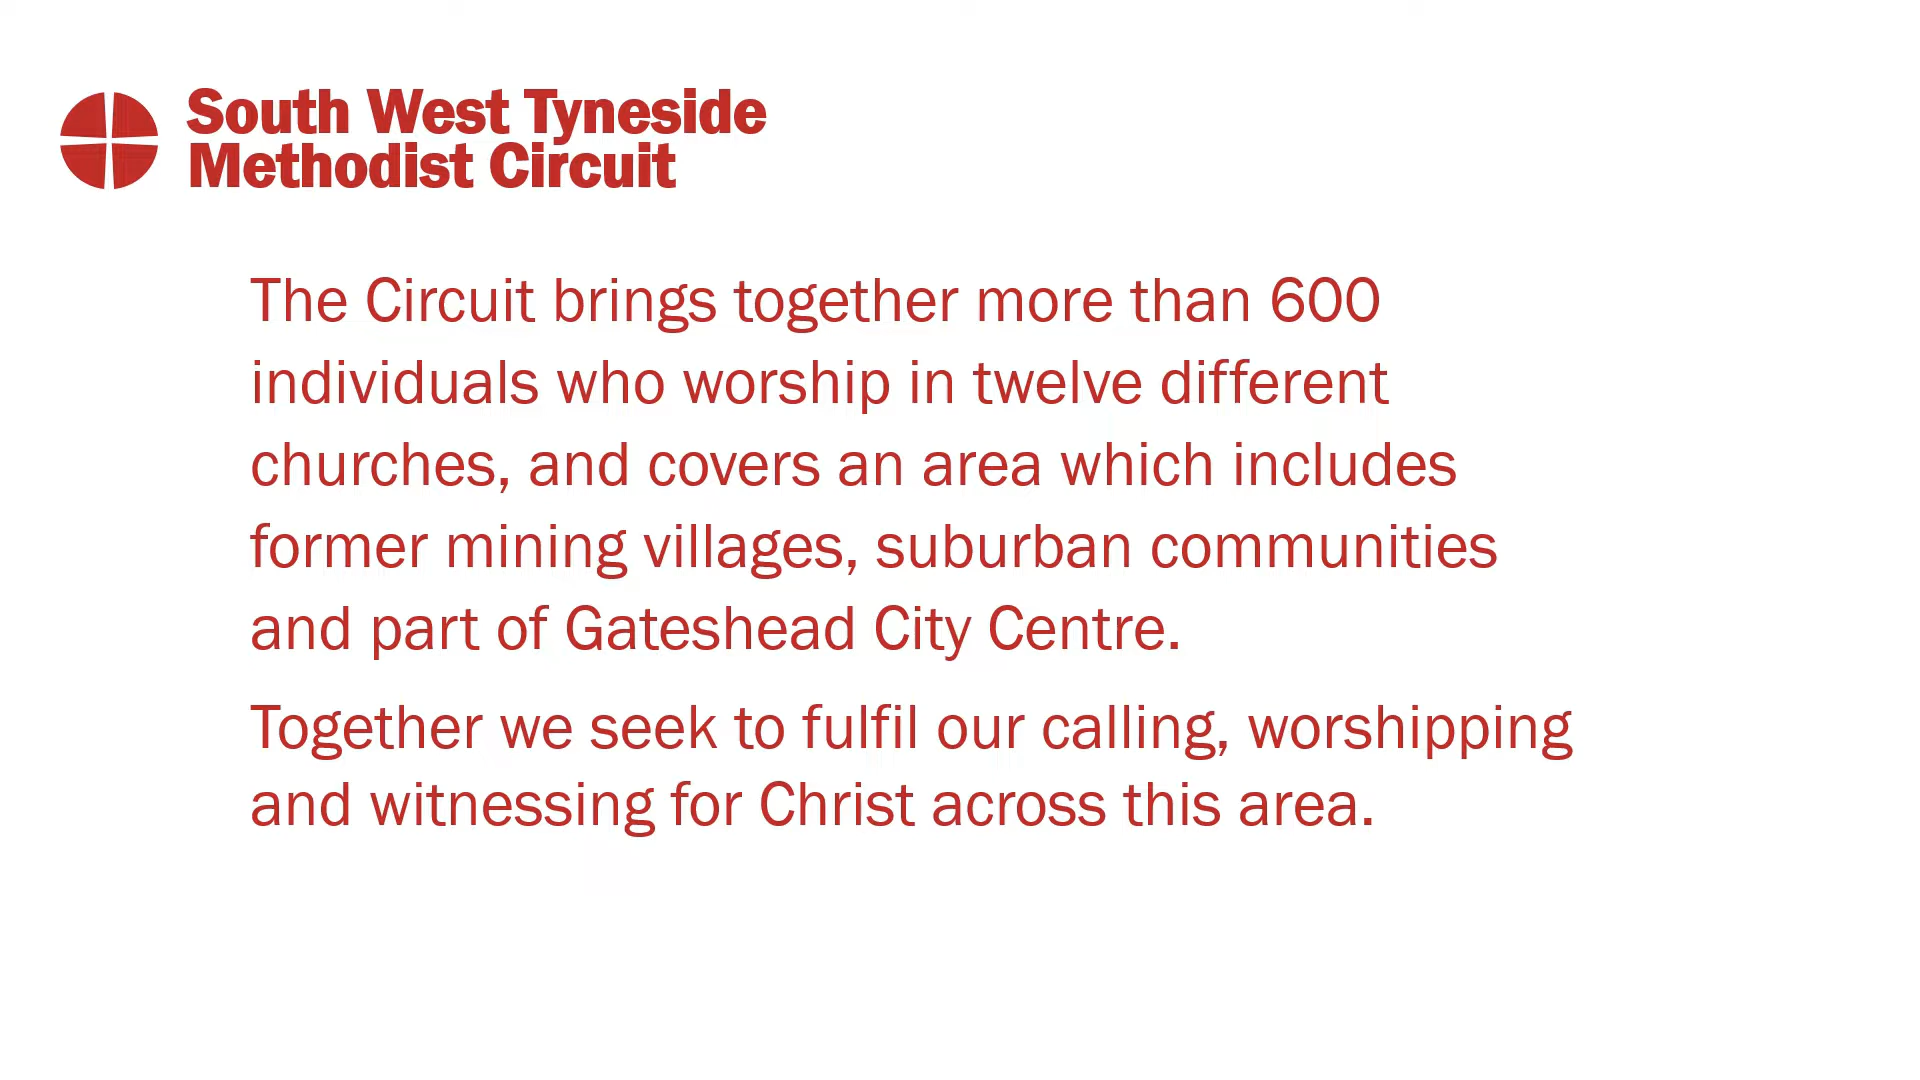 South West Tyneside
Methodist Circuit
The Circuit brings together more than 600
individuals who worship in twelve different
churches, and covers an area which includes
former mining villages, suburban communities
and part of Gateshead City Centre.
Together we seek to fulfil our calling, worshipping
and witnessing for Christ across this area.